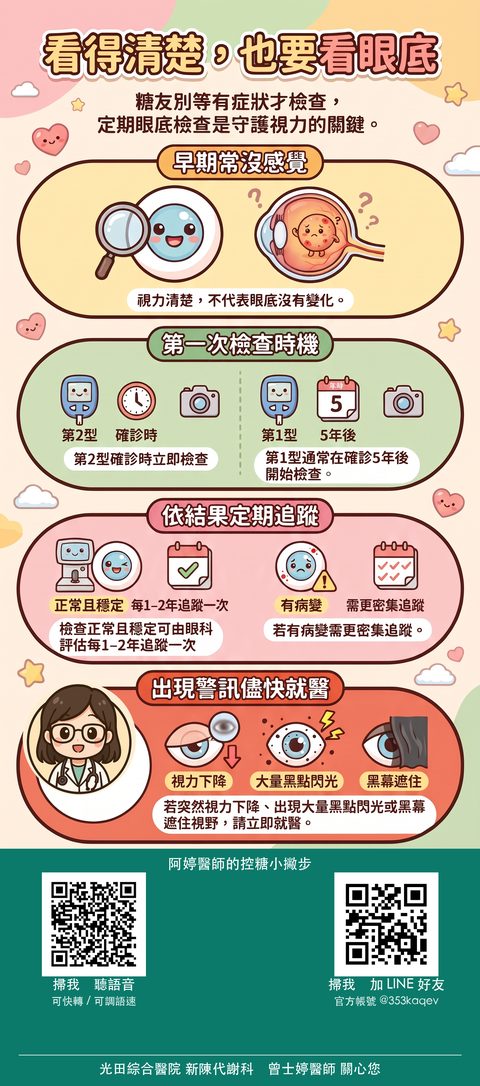 看得清楚，也要看眼底
糖友別等有症狀才檢查，
定期眼底檢查是守護視力的關鍵。
早期常沒感覺
? ? ? ?
視力清楚，不代表眼底沒有變化。
第一次檢查時機
第2型 確診時
第2型確診時立即檢查
5
第1型 5年後
第1型通常在確診5年後
開始檢查。
依結果定期追蹤
正常且穩定 每1–2年追蹤一次
檢查正常且穩定可由眼科
評估每1–2年追蹤一次
有病變 需更密集追蹤
若有病變需更密集追蹤。
出現警訊儘快就醫
視力下降 大量黑點閃光 黑幕遮住
若突然視力下降、出現大量黑點閃光或黑幕
遮住視野，請立即就醫。
阿婷醫師的控糖小撇步
掃我 聽語音
可快轉 / 可調語速
掃我 加 LINE 好友
官方帳號 @353kaqev
光田綜合醫院 新陳代謝科 曾士婷醫師 關心您